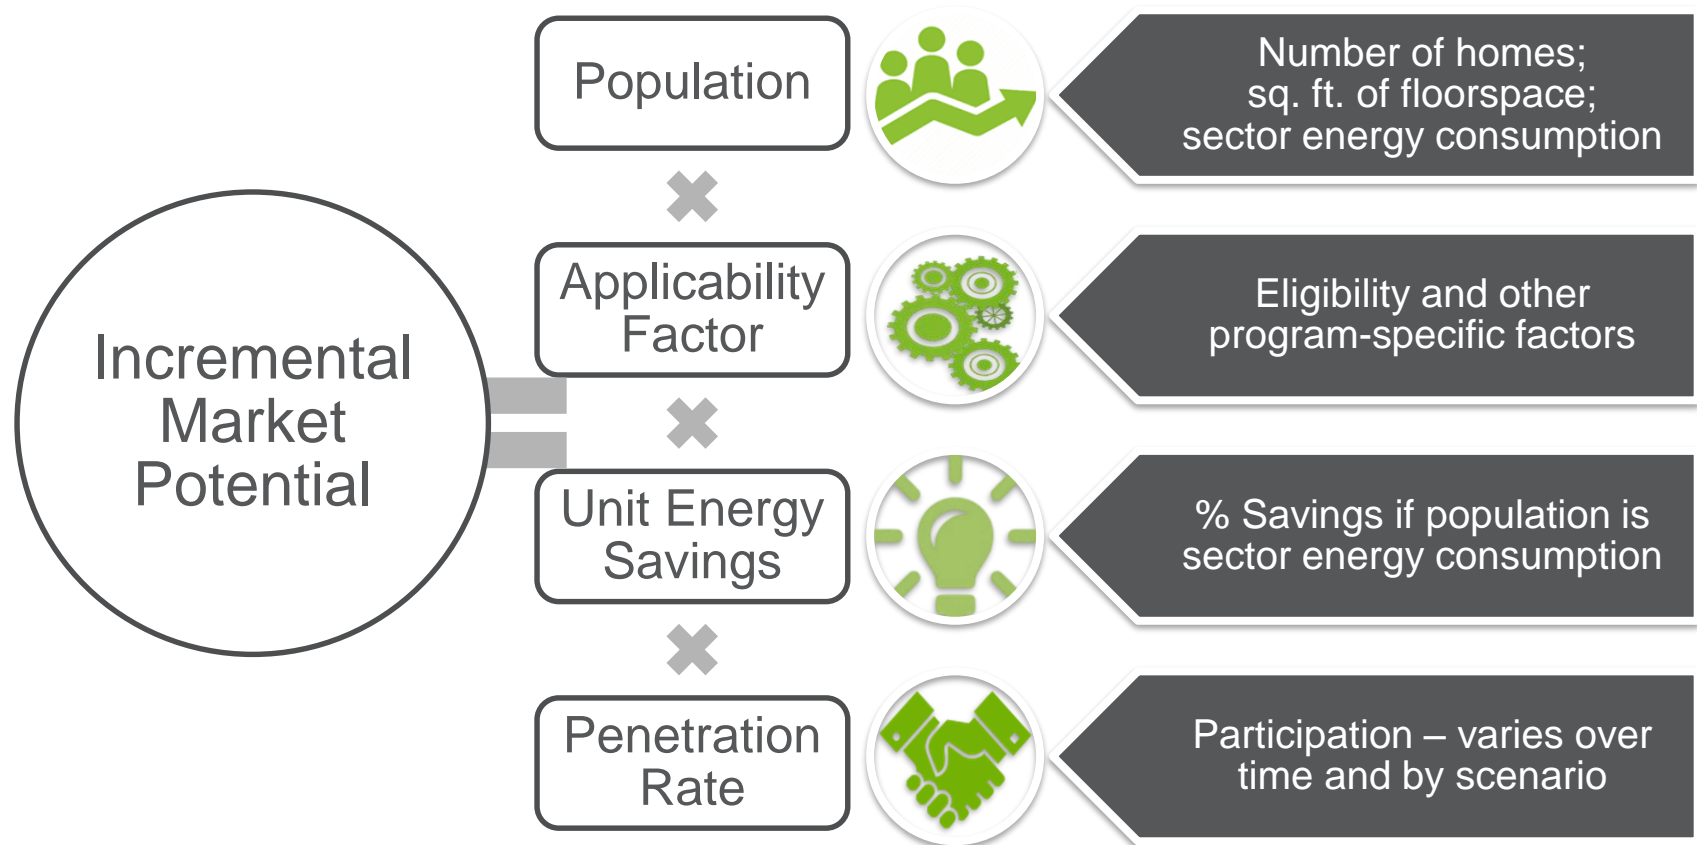 Population
Number of homes;
sq. ft. of floorspace;
sector energy consumption
Incremental
Market
Potential
Applicability
Factor
Eligibility and other
program-specific factors
Unit Energy
Savings
% Savings if population is
sector energy consumption
Penetration
Rate
Participation – varies over
time and by scenario